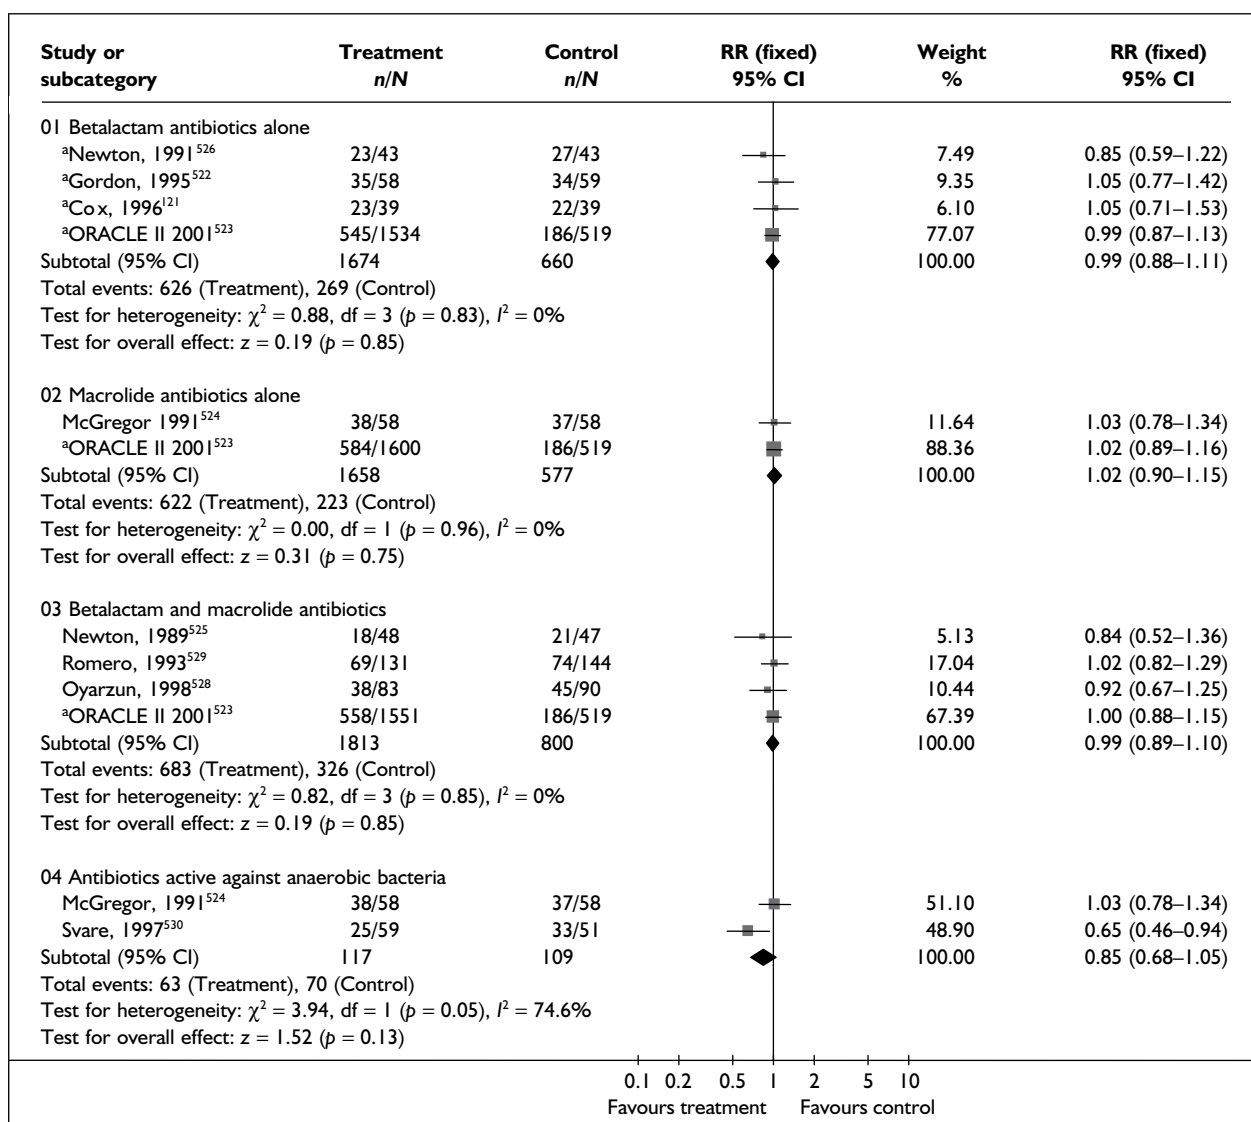 Study or Treatment Control RR (fixed) Weight RR (fixed)
subcategory n/N n/N 95% CI % 95% CI
01 Betalactam antibiotics alone
ᵃNewton, 1991⁵²⁶ 23/43 27/43 7.49 0.85 (0.59–1.22)
ᵃGordon, 1995⁵²² 35/58 34/59 9.35 1.05 (0.77–1.42)
ᵃCox, 1996¹²¹ 23/39 22/39 6.10 1.05 (0.71–1.53)
ᵃORACLE II 2001⁵²³ 545/1534 186/519 77.07 0.99 (0.87–1.13)
Subtotal (95% CI) 1674 660 100.00 0.99 (0.88–1.11)
Total events: 626 (Treatment), 269 (Control)
Test for heterogeneity: χ² = 0.88, df = 3 (p = 0.83), I² = 0%
Test for overall effect: z = 0.19 (p = 0.85)
02 Macrolide antibiotics alone
McGregor 1991⁵²⁴ 38/58 37/58 11.64 1.03 (0.78–1.34)
ᵃORACLE II 2001⁵²³ 584/1600 186/519 88.36 1.02 (0.89–1.16)
Subtotal (95% CI) 1658 577 100.00 1.02 (0.90–1.15)
Total events: 622 (Treatment), 223 (Control)
Test for heterogeneity: χ² = 0.00, df = 1 (p = 0.96), I² = 0%
Test for overall effect: z = 0.31 (p = 0.75)
03 Betalactam and macrolide antibiotics
Newton, 1989⁵²⁵ 18/48 21/47 5.13 0.84 (0.52–1.36)
Romero, 1993⁵²⁹ 69/131 74/144 17.04 1.02 (0.82–1.29)
Oyarzun, 1998⁵²⁸ 38/83 45/90 10.44 0.92 (0.67–1.25)
ᵃORACLE II 2001⁵²³ 558/1551 186/519 67.39 1.00 (0.88–1.15)
Subtotal (95% CI) 1813 800 100.00 0.99 (0.89–1.10)
Total events: 683 (Treatment), 326 (Control)
Test for heterogeneity: χ² = 0.82, df = 3 (p = 0.85), I² = 0%
Test for overall effect: z = 0.19 (p = 0.85)
04 Antibiotics active against anaerobic bacteria
McGregor, 1991⁵²⁴ 38/58 37/58 51.10 1.03 (0.78–1.34)
Svare, 1997⁵³⁰ 25/59 33/51 48.90 0.65 (0.46–0.94)
Subtotal (95% CI) 117 109 100.00 0.85 (0.68–1.05)
Total events: 63 (Treatment), 70 (Control)
Test for heterogeneity: χ² = 3.94, df = 1 (p = 0.05), I² = 74.6%
Test for overall effect: z = 1.52 (p = 0.13)
0.1 0.2 0.5 1 2 5 10
Favours treatment Favours control